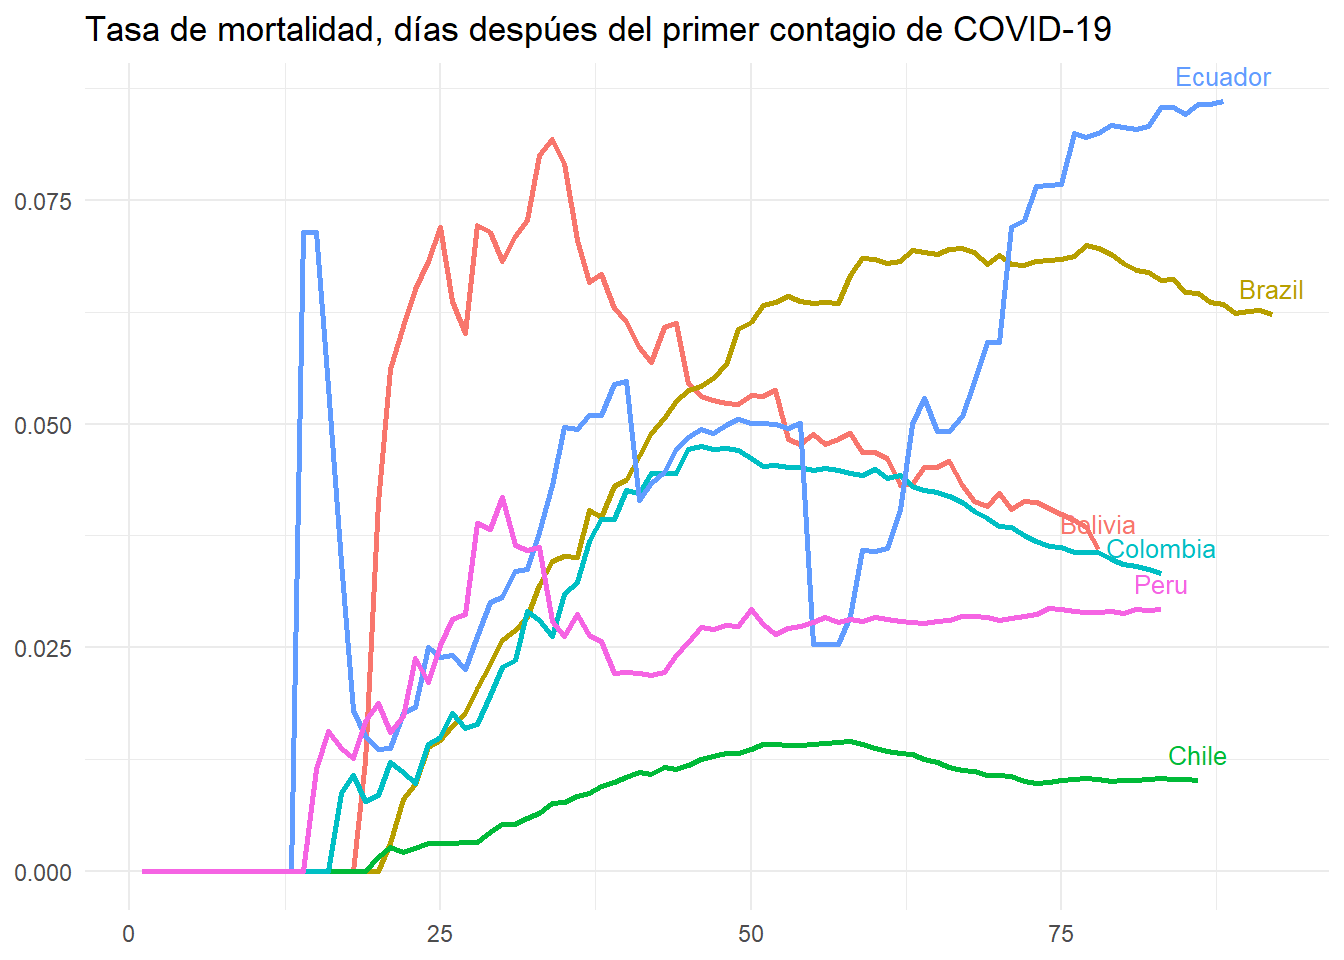 Tasa de mortalidad, días despúes del primer contagio de COVID-19
Ecuador
0.075
Brazil
0.050
Bolivia
Colombia
Peru
0.025
Chile
0.000
0
25
50
75